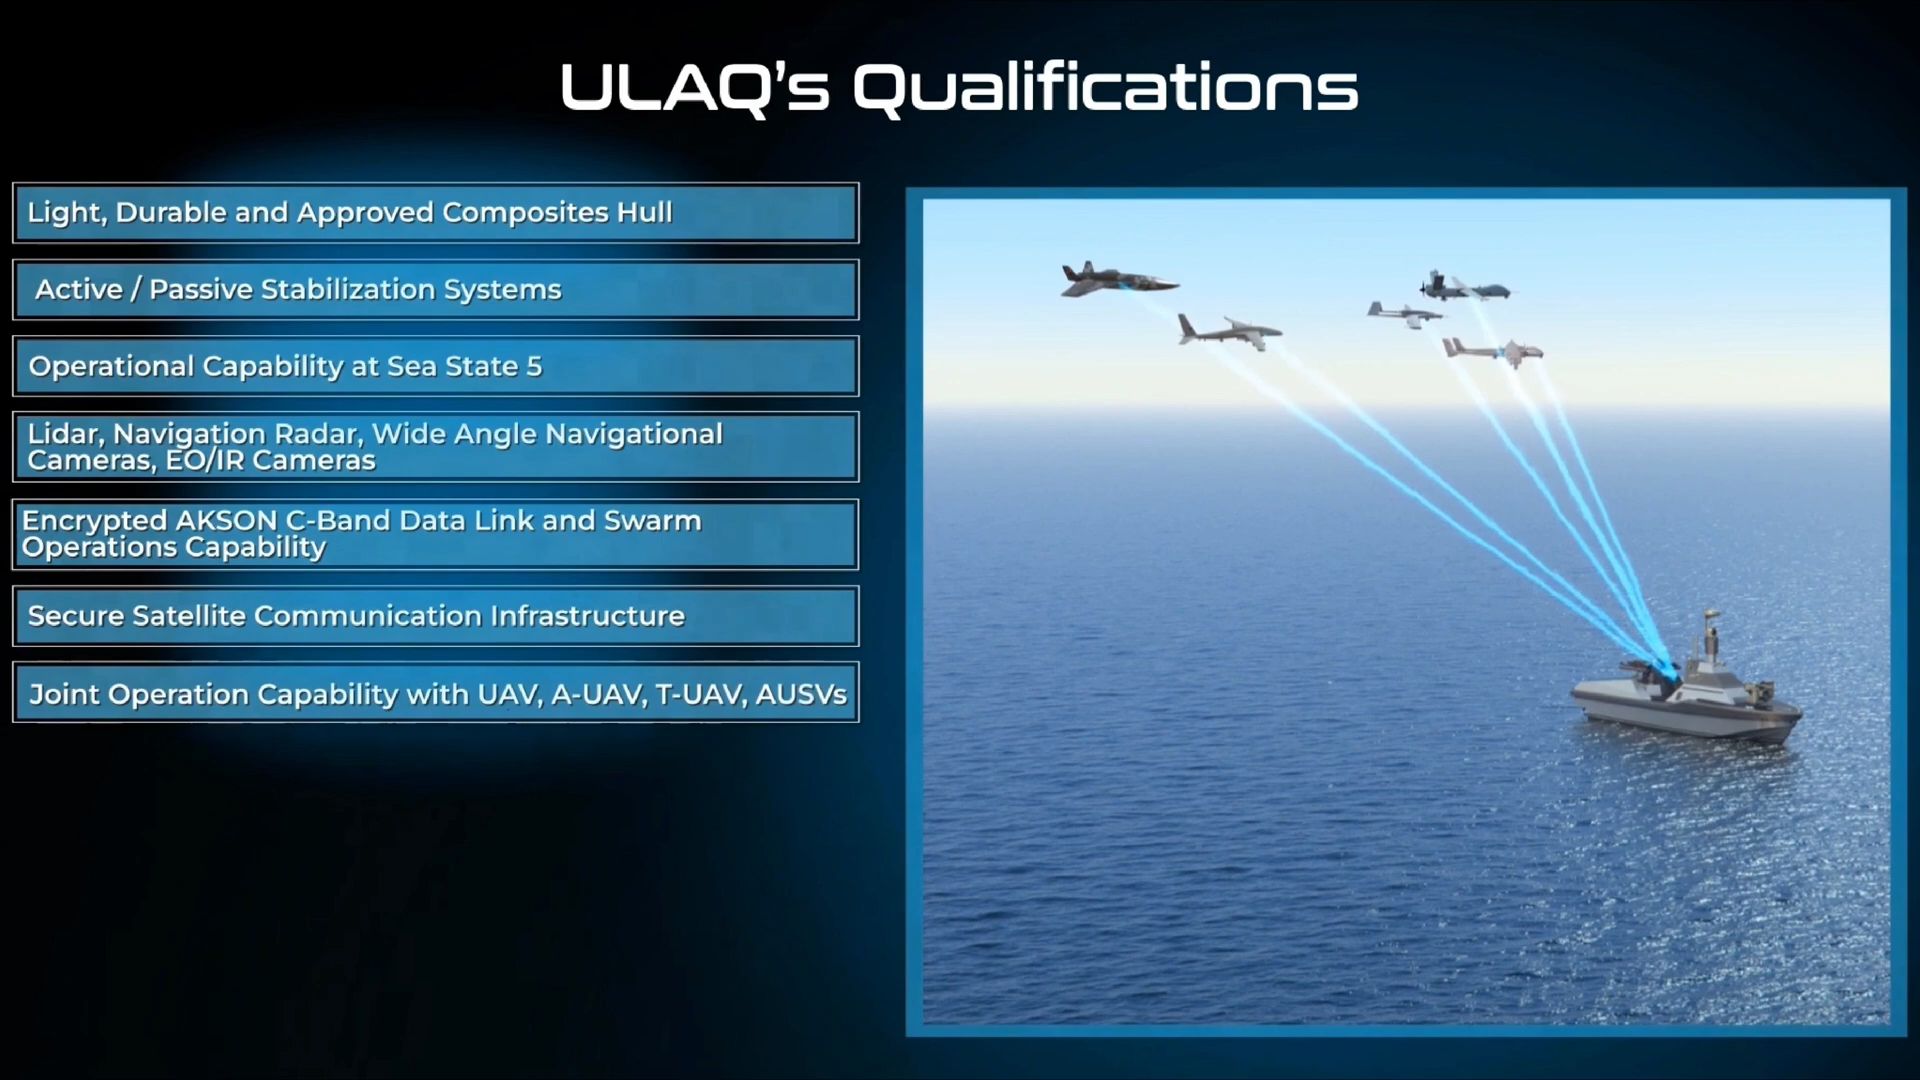 ULAQ's Qualifications
Light, Durable and Approved Composites Hull
Active / Passive Stabilization Systems
Operational Capability at Sea State 5
Lidar, Navigation Radar, Wide Angle Navigational
Cameras, EO/IR Cameras
Encrypted AKSON C-Band Data Link and Swarm
Operations Capability
Secure Satellite Communication Infrastructure
Joint Operation Capability with UAV, A-UAV, T-UAV, AUSVs